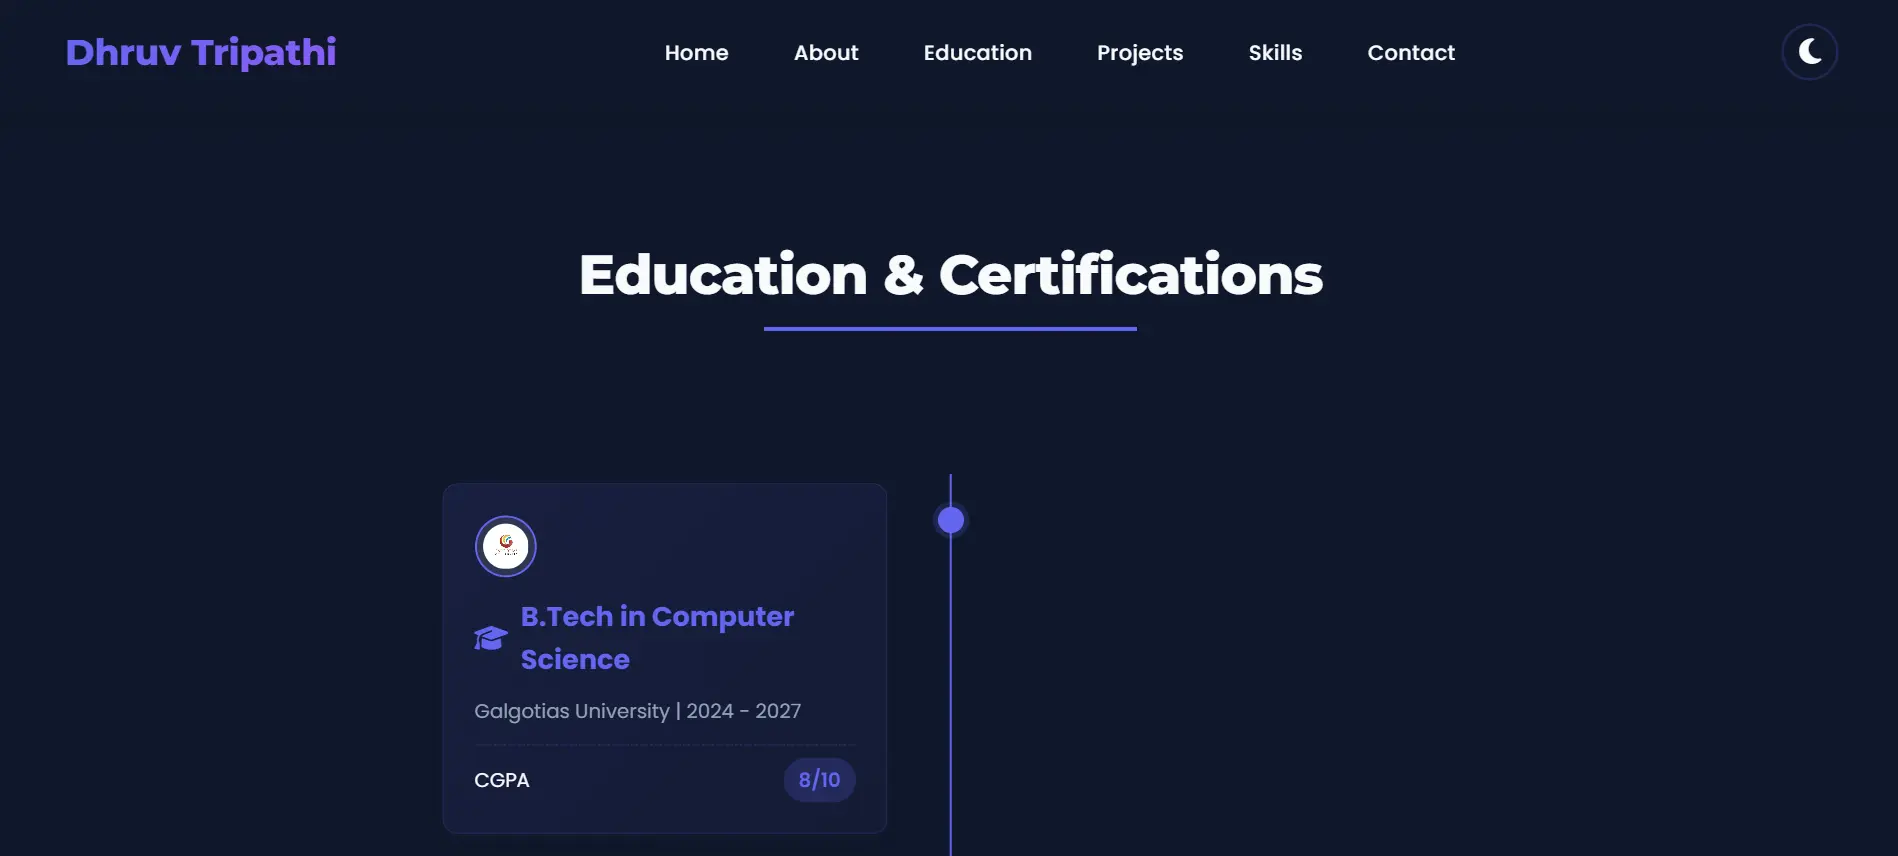 Dhruv Tripathi
Home
About
Education
Projects
Skills
Contact
Education & Certifications
B.Tech in Computer
Science
Galgotias University | 2024 - 2027
CGPA
8/10